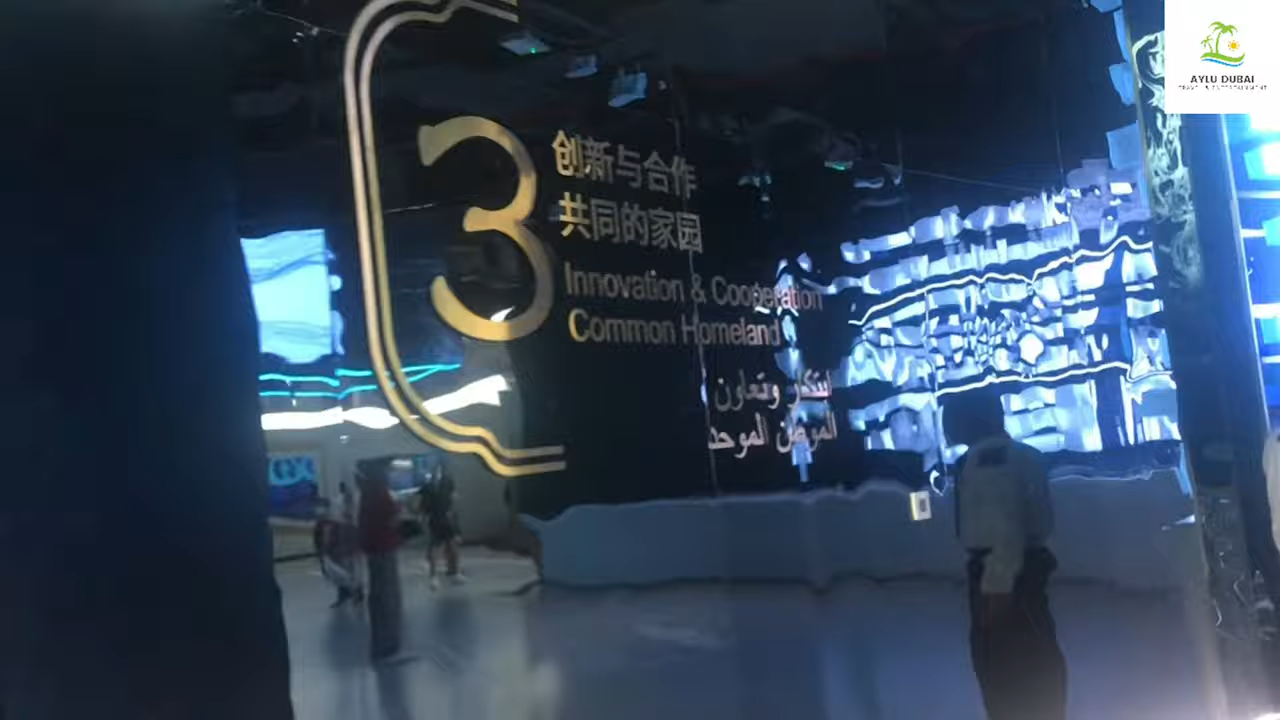 3
创新与合作
共同的家园
Innovation & Cooperation
Common Homeland
ابتكار وتعاون
الموطن الموحد
AYLU DUBAI